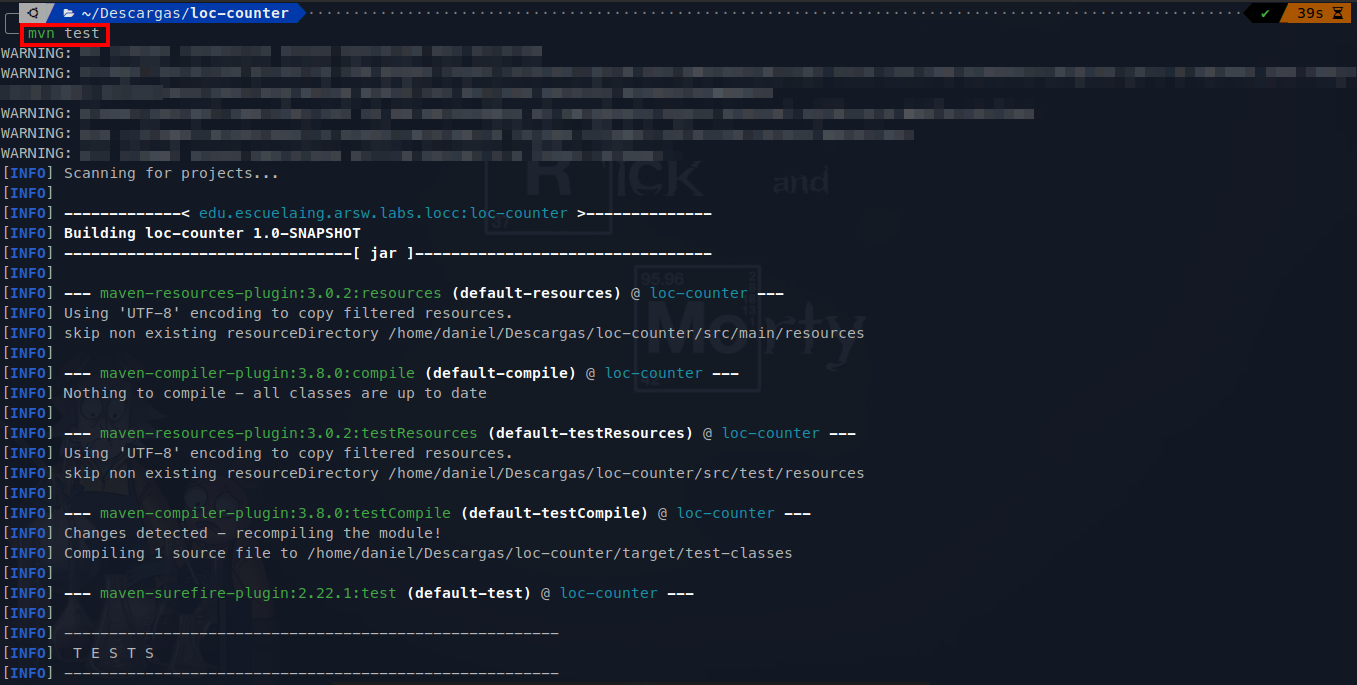 ~/Descargas/loc-counter ✔ 39s
mvn test
WARNING:
WARNING:
WARNING:
WARNING:
WARNING:
[INFO] Scanning for projects...
[INFO]
[INFO] -------------< edu.escuelaing.arsw.labs.locc:loc-counter >--------------
[INFO] Building loc-counter 1.0-SNAPSHOT
[INFO] --------------------------------[ jar ]---------------------------------
[INFO]
[INFO] --- maven-resources-plugin:3.0.2:resources (default-resources) @ loc-counter ---
[INFO] Using 'UTF-8' encoding to copy filtered resources.
[INFO] skip non existing resourceDirectory /home/daniel/Descargas/loc-counter/src/main/resources
[INFO]
[INFO] --- maven-compiler-plugin:3.8.0:compile (default-compile) @ loc-counter ---
[INFO] Nothing to compile - all classes are up to date
[INFO]
[INFO] --- maven-resources-plugin:3.0.2:testResources (default-testResources) @ loc-counter ---
[INFO] Using 'UTF-8' encoding to copy filtered resources.
[INFO] skip non existing resourceDirectory /home/daniel/Descargas/loc-counter/src/test/resources
[INFO]
[INFO] --- maven-compiler-plugin:3.8.0:testCompile (default-testCompile) @ loc-counter ---
[INFO] Changes detected - recompiling the module!
[INFO] Compiling 1 source file to /home/daniel/Descargas/loc-counter/target/test-classes
[INFO]
[INFO] --- maven-surefire-plugin:2.22.1:test (default-test) @ loc-counter ---
[INFO]
[INFO] -------------------------------------------------------
[INFO]  T E S T S
[INFO] -------------------------------------------------------
Rick and
37
95.96
Morty